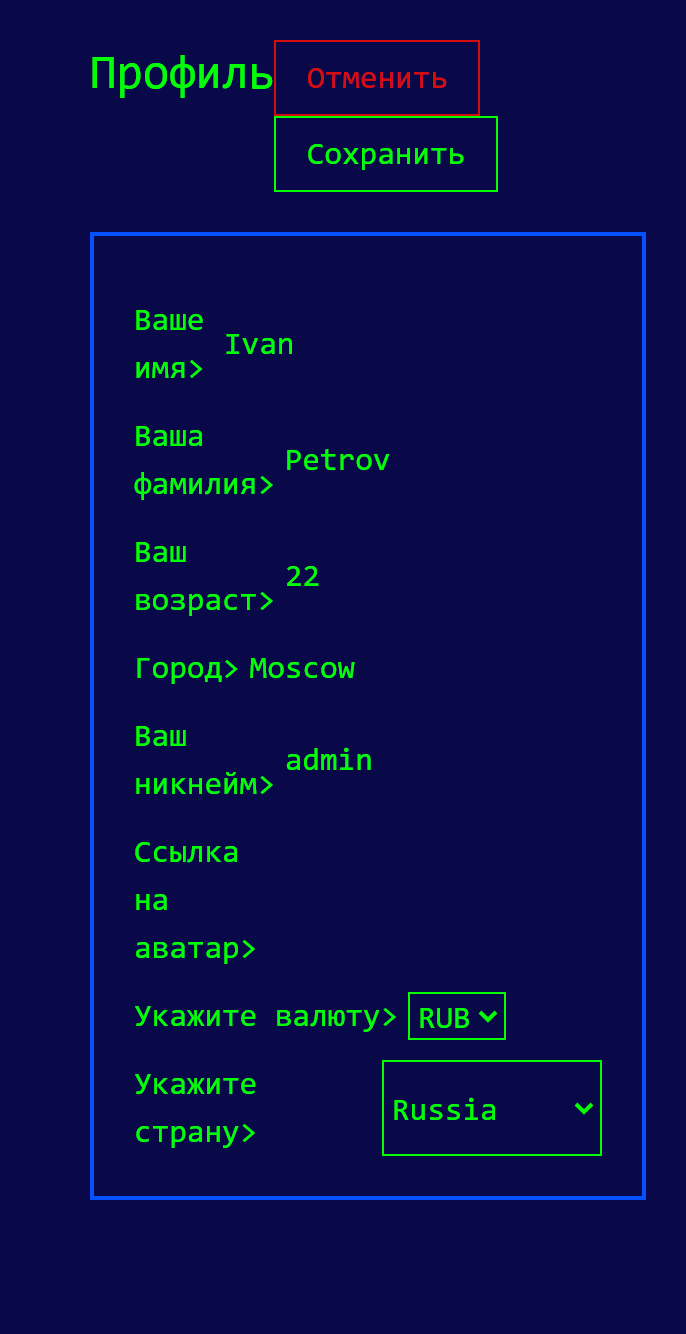 Профиль
Отменить
Сохранить
Ваше
имя>
Ivan
Ваша
фамилия>
Petrov
Ваш
возраст>
22
Город> Moscow
Ваш
никнейм>
admin
Ссылка
на
аватар>
Укажите валюту> RUB
Укажите
страну>
Russia